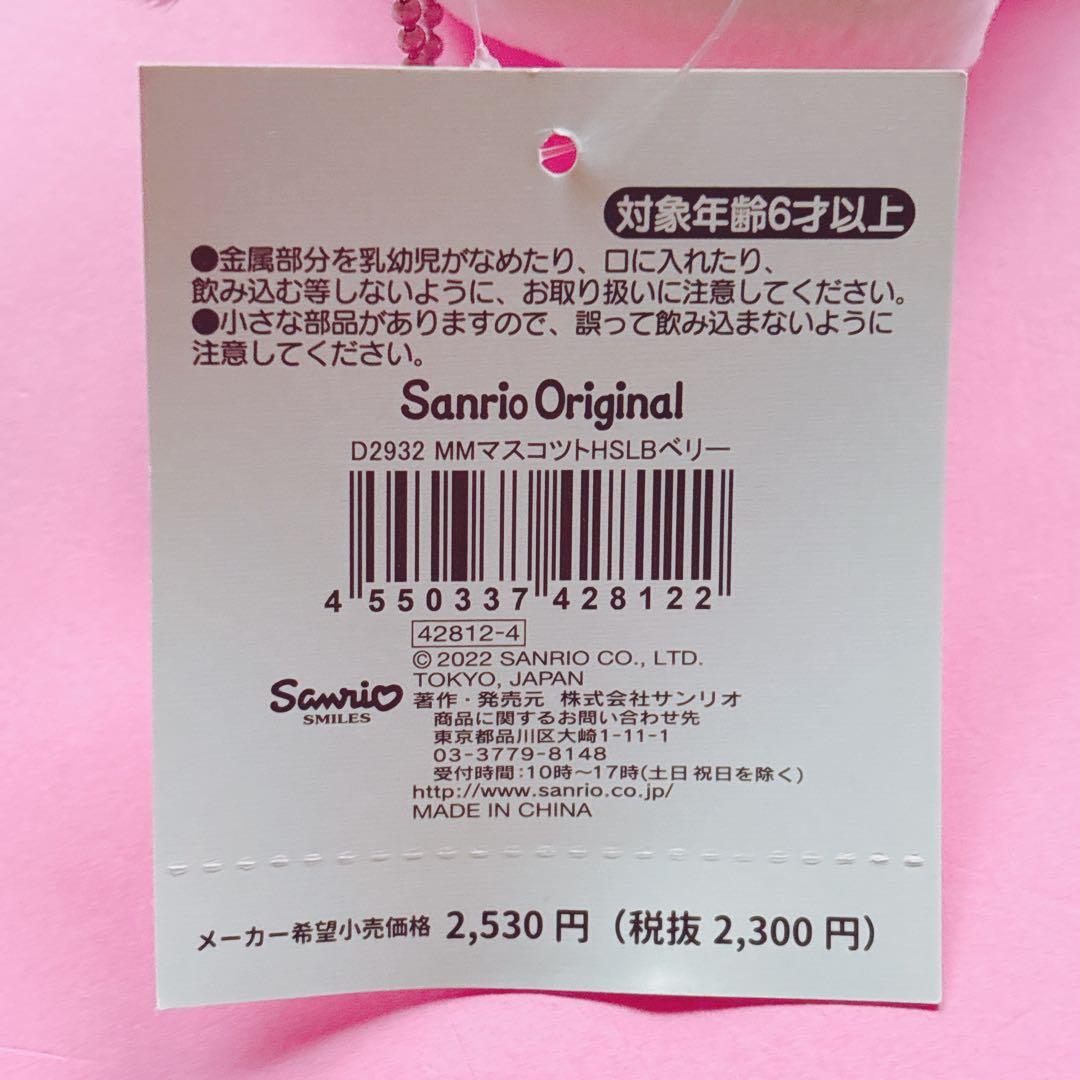 対象年齢6才以上
●金属部分を乳幼児がなめたり、口に入れたり、
飲み込む等しないように、お取り扱いに注意してください。
●小さな部品がありますので、誤って飲み込まないように
注意してください。
Sanrio Original
D2932 MMマスコツトHSLBベリー
4 550337 428122
42812-4
© 2022 SANRIO CO., LTD.
TOKYO, JAPAN
Sanrio
SMILES
著作・発売元 株式会社サンリオ
商品に関するお問い合わせ先
東京都品川区大崎1-11-1
03-3779-8148
受付時間:10時~17時(土日 祝日を除く)
http://www.sanrio.co.jp/
MADE IN CHINA
メーカー希望小売価格 2,530 円(税抜 2,300 円)